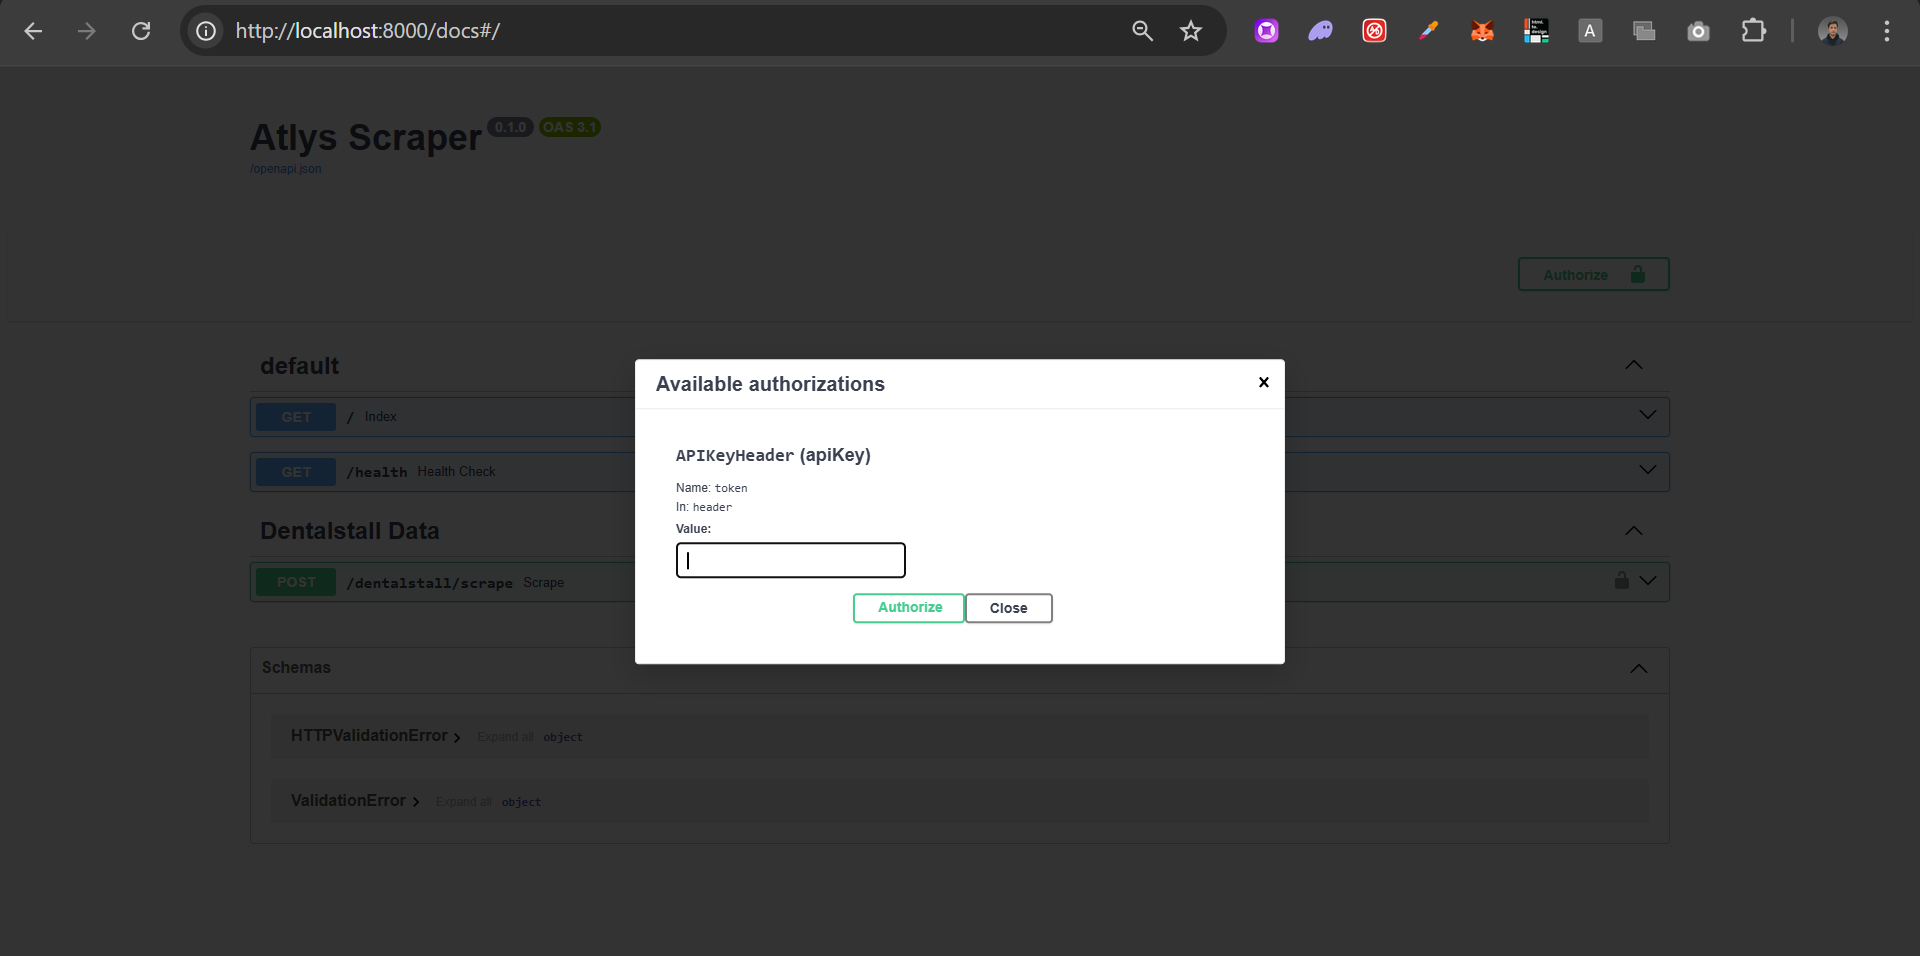 http://localhost:8000/docs#/
A
Atlys Scraper 0.1.0 OAS 3.1
/openapi.json
Authorize
default
GET / Index
GET /health Health Check
Dentalstall Data
POST /dentalstall/scrape Scrape
Available authorizations
APIKeyHeader (apiKey)
Name: token
In: header
Value:
Authorize Close
Schemas
HTTPValidationError Expand all object
ValidationError Expand all object